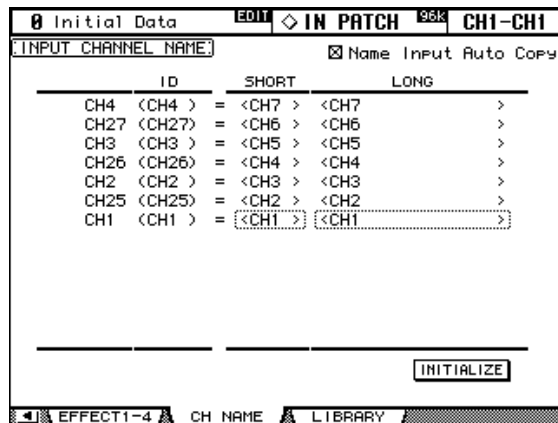 0 Initial Data EDIT ◇ IN PATCH 96k CH1-CH1
INPUT CHANNEL NAME
☒ Name Input Auto Copy
ID SHORT LONG
CH4 (CH4 ) = <CH7 > <CH7 >
CH27 (CH27) = <CH6 > <CH6 >
CH3 (CH3 ) = <CH5 > <CH5 >
CH26 (CH26) = <CH4 > <CH4 >
CH2 (CH2 ) = <CH3 > <CH3 >
CH25 (CH25) = <CH2 > <CH2 >
CH1 (CH1 ) = <CH1 > <CH1 >
INITIALIZE
EFFECT1-4 CH NAME LIBRARY